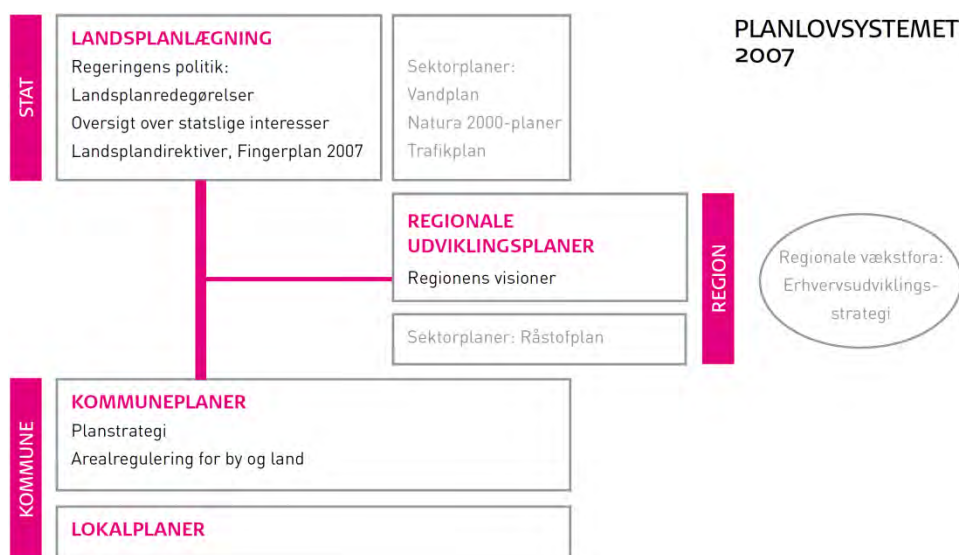 PLANLOVSYSTEMET
2007
STAT
LANDSPLANLÆGNING
Regeringens politik:
Landsplanredegørelser
Oversigt over statslige interesser
Landsplandirektiver, Fingerplan 2007
Sektorplaner:
Vandplan
Natura 2000-planer
Trafikplan
REGIONALE
UDVIKLINGSPLANER
Regionens visioner
Sektorplaner: Råstofplan
REGION
Regionale vækstfora:
Erhvervsudviklings-
strategi
KOMMUNE
KOMMUNEPLANER
Planstrategi
Arealregulering for by og land
LOKALPLANER